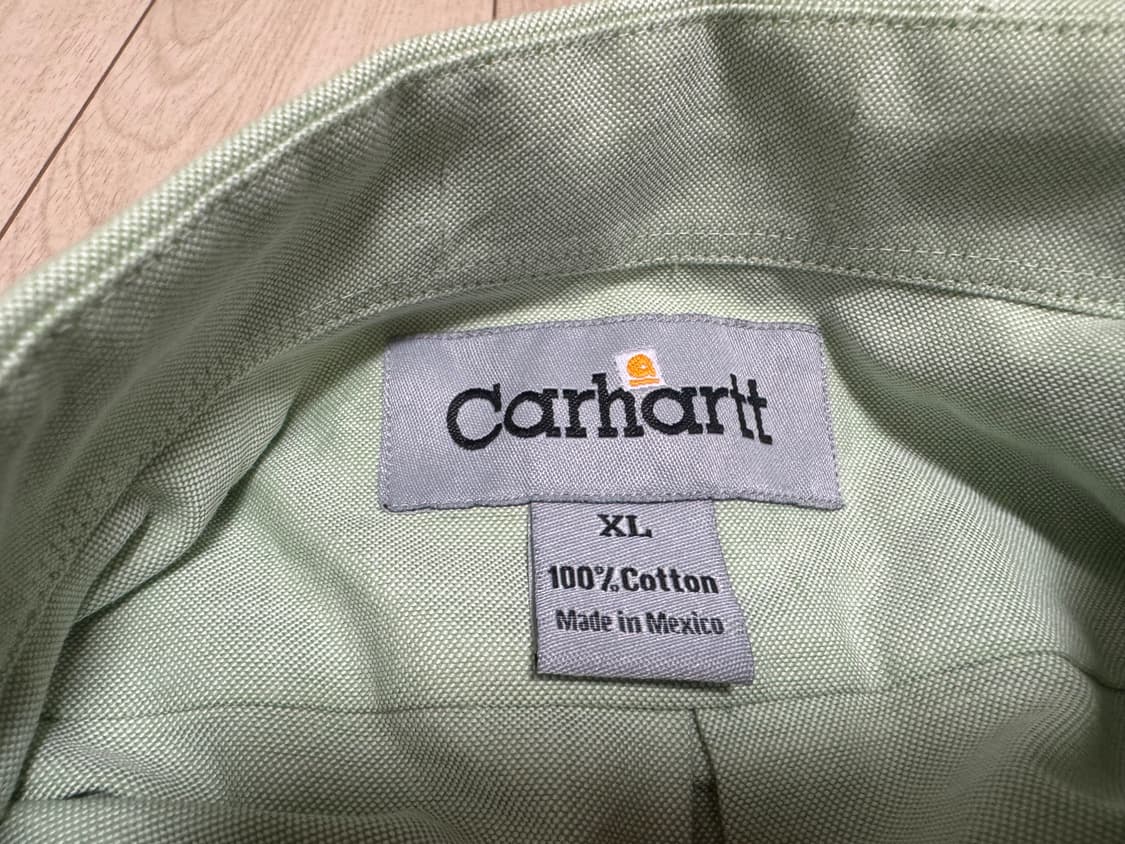 carhartt
XL
100% Cotton
Made in Mexico